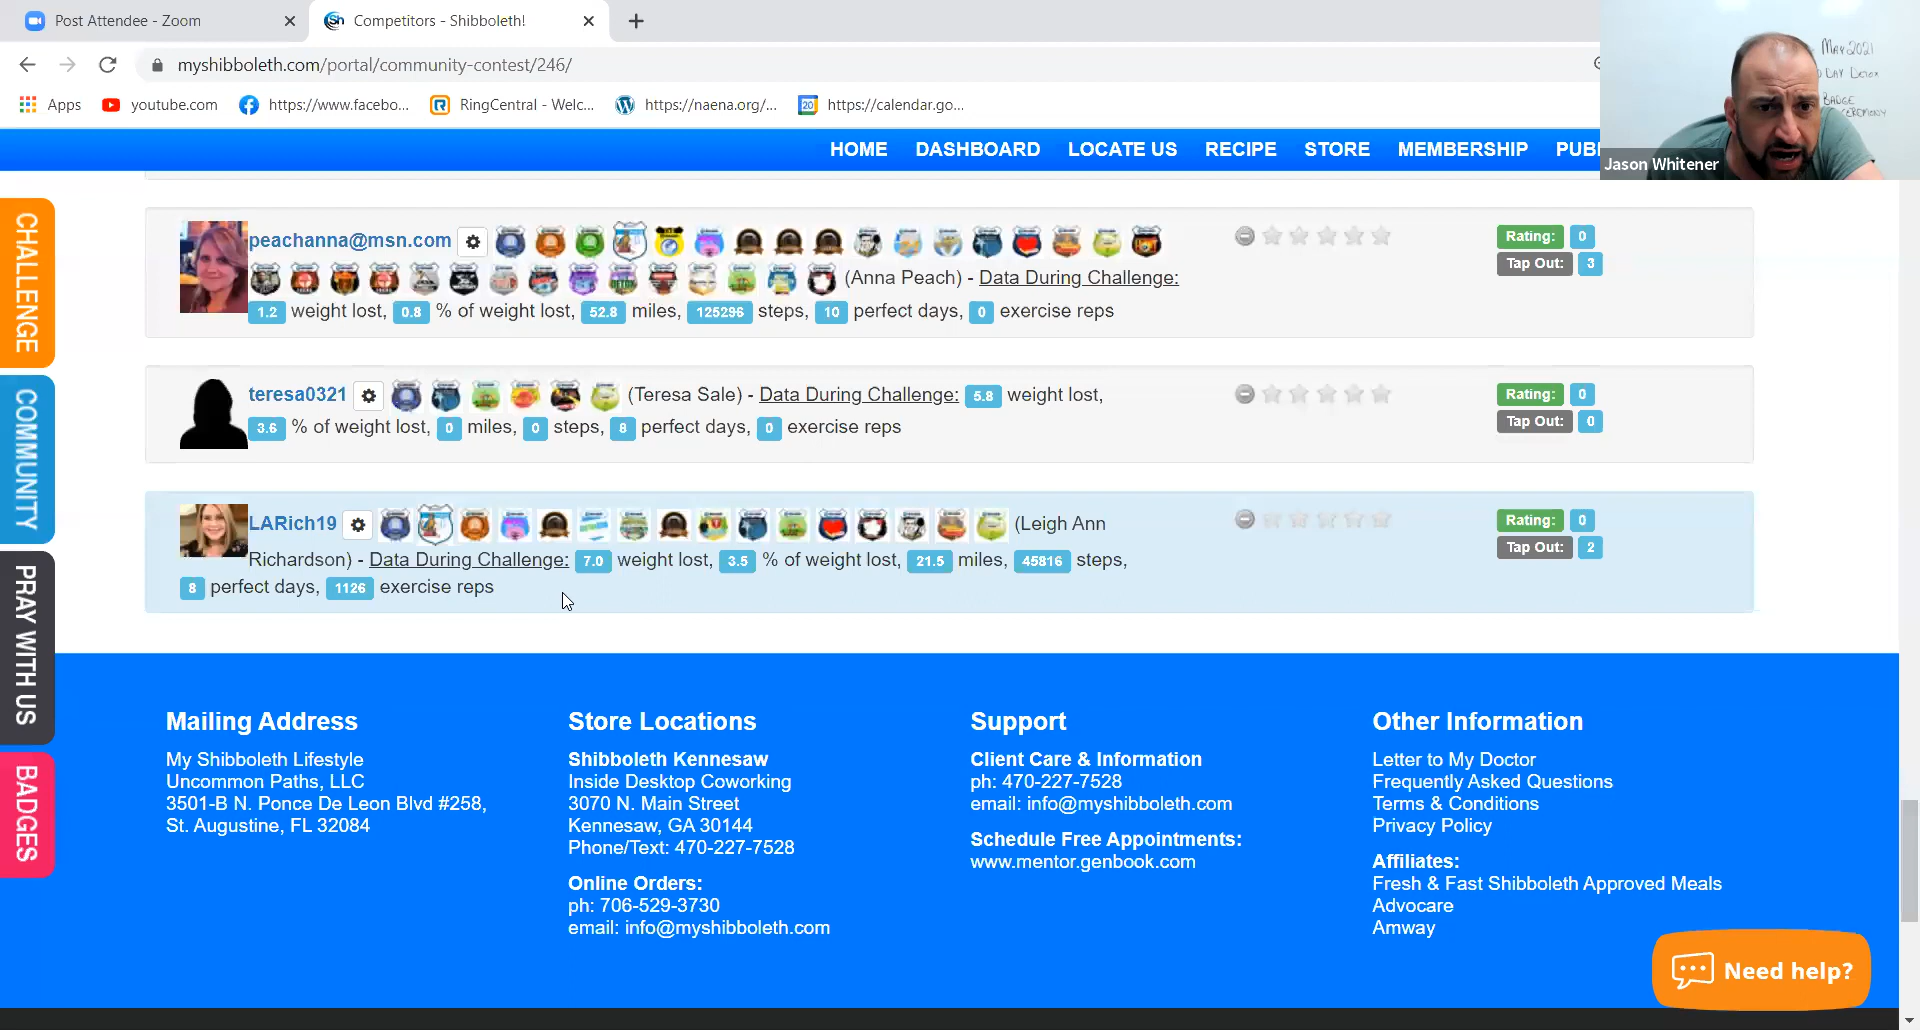 Post Attendee - Zoom
Competitors - Shibboleth!
myshibboleth.com/portal/community-contest/246/
Apps
youtube.com
https://www.facebo...
RingCentral - Welc...
https://naena.org/...
20
https://calendar.go...
MAY 2021
DAY DETOX
BADGE
CEREMONY
Jason Whitener
HOME DASHBOARD LOCATE US RECIPE STORE MEMBERSHIP PUB
CHALLENGE
COMMUNITY
PRAY WITH US
BADGES
peachanna@msn.com
(Anna Peach) - Data During Challenge:
1.2 weight lost, 0.8 % of weight lost, 52.8 miles, 125296 steps, 10 perfect days, 0 exercise reps
Rating: 0
Tap Out: 3
teresa0321 (Teresa Sale) - Data During Challenge: 5.8 weight lost,
3.6 % of weight lost, 0 miles, 0 steps, 8 perfect days, 0 exercise reps
Rating: 0
Tap Out: 0
LARich19 (Leigh Ann
Richardson) - Data During Challenge: 7.0 weight lost, 3.5 % of weight lost, 21.5 miles, 45816 steps,
8 perfect days, 1126 exercise reps
Rating: 0
Tap Out: 2
Mailing Address
My Shibboleth Lifestyle
Uncommon Paths, LLC
3501-B N. Ponce De Leon Blvd #258,
St. Augustine, FL 32084
Store Locations
Shibboleth Kennesaw
Inside Desktop Coworking
3070 N. Main Street
Kennesaw, GA 30144
Phone/Text: 470-227-7528
Online Orders:
ph: 706-529-3730
email: info@myshibboleth.com
Support
Client Care & Information
ph: 470-227-7528
email: info@myshibboleth.com
Schedule Free Appointments:
www.mentor.genbook.com
Other Information
Letter to My Doctor
Frequently Asked Questions
Terms & Conditions
Privacy Policy
Affiliates:
Fresh & Fast Shibboleth Approved Meals
Advocare
Amway
Need help?